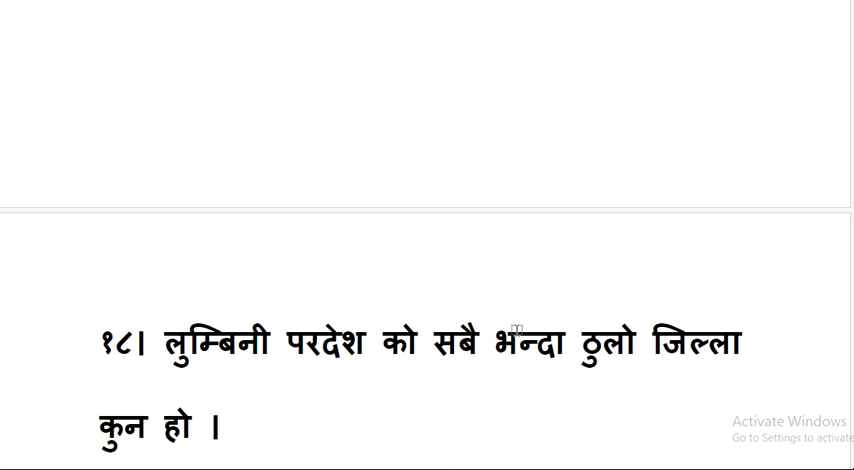 १८। लुम्बिनी परदेश को सबै भन्दा ठुलो जिल्ला
कुन हो ।
Activate Windows
Go to Settings to activate